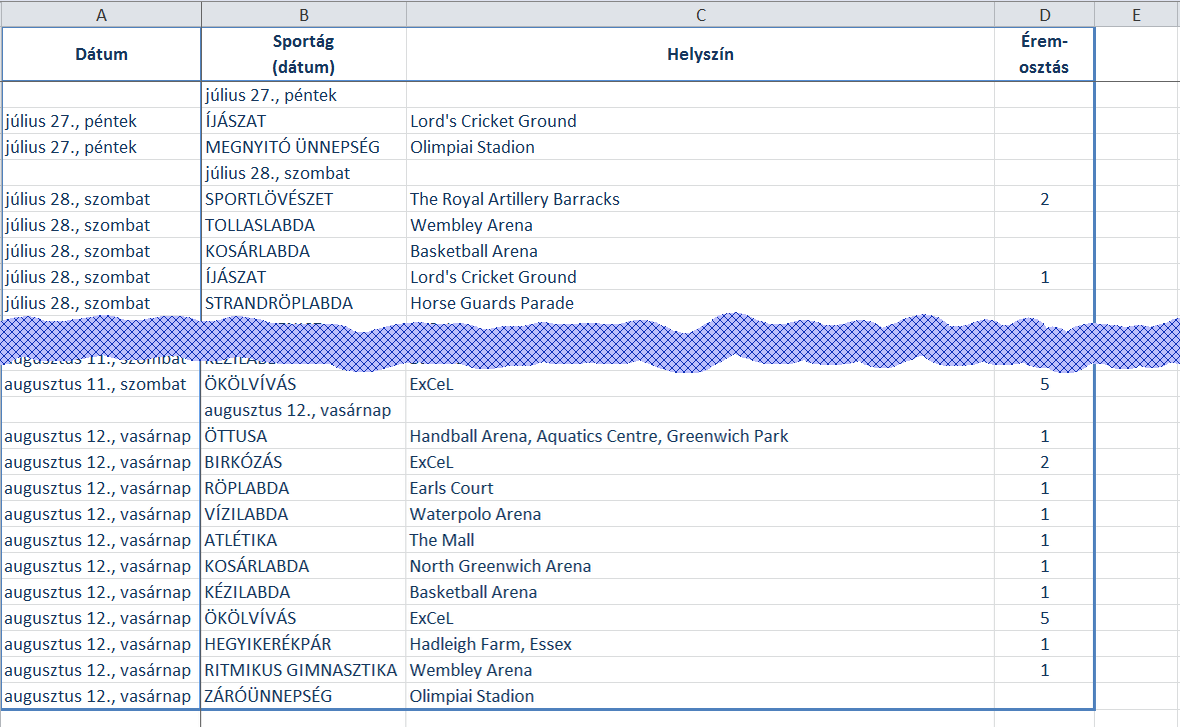 A B C D E
Dátum Sportág (dátum) Helyszín Érem-osztás
július 27., péntek
július 27., péntek ÍJÁSZAT Lord's Cricket Ground
július 27., péntek MEGNYITÓ ÜNNEPSÉG Olimpiai Stadion
július 28., szombat
július 28., szombat SPORTLÖVÉSZET The Royal Artillery Barracks 2
július 28., szombat TOLLASLABDA Wembley Arena
július 28., szombat KOSÁRLABDA Basketball Arena
július 28., szombat ÍJÁSZAT Lord's Cricket Ground 1
július 28., szombat STRANDRÖPLABDA Horse Guards Parade
augusztus 11., szombat
augusztus 11., szombat ÖKÖLVÍVÁS ExCeL 5
augusztus 12., vasárnap
augusztus 12., vasárnap ÖTTUSA Handball Arena, Aquatics Centre, Greenwich Park 1
augusztus 12., vasárnap BIRKÓZÁS ExCeL 2
augusztus 12., vasárnap RÖPLABDA Earls Court 1
augusztus 12., vasárnap VÍZILABDA Waterpolo Arena 1
augusztus 12., vasárnap ATLÉTIKA The Mall 1
augusztus 12., vasárnap KOSÁRLABDA North Greenwich Arena 1
augusztus 12., vasárnap KÉZILABDA Basketball Arena 1
augusztus 12., vasárnap ÖKÖLVÍVÁS ExCeL 5
augusztus 12., vasárnap HEGYIKERÉKPÁR Hadleigh Farm, Essex 1
augusztus 12., vasárnap RITMIKUS GIMNASZTIKA Wembley Arena 1
augusztus 12., vasárnap ZÁRÓÜNNEPSÉG Olimpiai Stadion